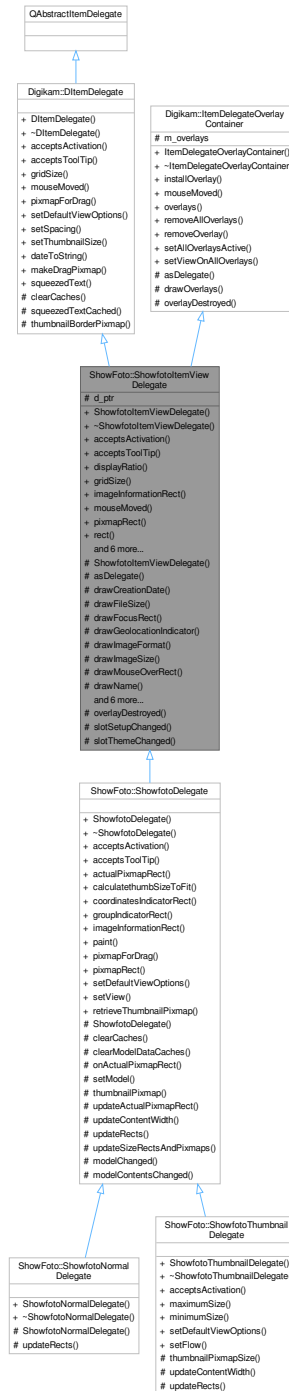 QAbstractItemDelegate
Digikam::DItemDelegate
+ DItemDelegate()
+ ~DItemDelegate()
+ acceptsActivation()
+ acceptsToolTip()
+ gridSize()
+ mouseMoved()
+ pixmapForDrag()
+ setDefaultViewOptions()
+ setSpacing()
+ setThumbnailSize()
+ dateToString()
+ makeDragPixmap()
+ squeezedText()
# clearCaches()
# squeezedTextCached()
# thumbnailBorderPixmap()
Digikam::ItemDelegateOverlay
Container
# m_overlays
+ ItemDelegateOverlayContainer()
+ ~ItemDelegateOverlayContainer
+ installOverlay()
+ mouseMoved()
+ overlays()
+ removeAllOverlays()
+ removeOverlay()
+ setAllOverlaysActive()
+ setViewOnAllOverlays()
# asDelegate()
# drawOverlays()
# overlayDestroyed()
ShowFoto::ShowfotoItemView
Delegate
# d_ptr
+ ShowfotoItemViewDelegate()
+ ~ShowfotoItemViewDelegate()
+ acceptsActivation()
+ acceptsToolTip()
+ displayRatio()
+ gridSize()
+ imageInformationRect()
+ mouseMoved()
+ pixmapRect()
+ rect()
and 6 more...
# ShowfotoItemViewDelegate()
# asDelegate()
# drawCreationDate()
# drawFileSize()
# drawFocusRect()
# drawGeolocationIndicator()
# drawImageFormat()
# drawImageSize()
# drawMouseOverRect()
# drawName()
and 6 more...
# overlayDestroyed()
# slotSetupChanged()
# slotThemeChanged()
ShowFoto::ShowfotoDelegate
+ ShowfotoDelegate()
+ ~ShowfotoDelegate()
+ acceptsActivation()
+ acceptsToolTip()
+ actualPixmapRect()
+ calculatethumbSizeToFit()
+ coordinatesIndicatorRect()
+ groupIndicatorRect()
+ imageInformationRect()
+ paint()
+ pixmapForDrag()
+ pixmapRect()
+ setDefaultViewOptions()
+ setView()
+ retrieveThumbnailPixmap()
# ShowfotoDelegate()
# clearCaches()
# clearModelDataCaches()
# onActualPixmapRect()
# setModel()
# thumbnailPixmap()
# updateActualPixmapRect()
# updateContentWidth()
# updateRects()
# updateSizeRectsAndPixmaps()
# modelChanged()
# modelContentsChanged()
ShowFoto::ShowfotoNormal
Delegate
+ ShowfotoNormalDelegate()
+ ~ShowfotoNormalDelegate()
# ShowfotoNormalDelegate()
# updateRects()
ShowFoto::ShowfotoThumbnail
Delegate
+ ShowfotoThumbnailDelegate()
+ ~ShowfotoThumbnailDelegate
+ acceptsActivation()
+ maximumSize()
+ minimumSize()
+ setDefaultViewOptions()
+ setFlow()
# thumbnailPixmapSize()
# updateContentWidth()
# updateRects()